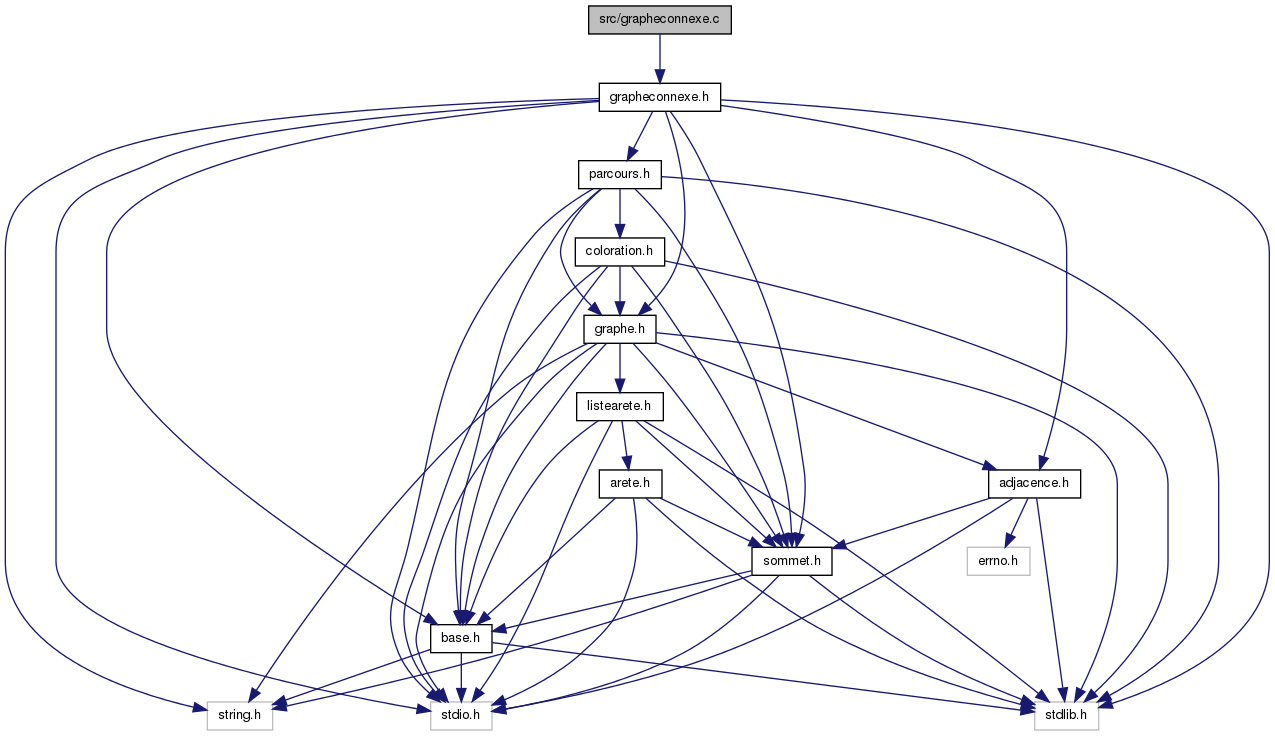 src/grapheconnexe.c
grapheconnexe.h
parcours.h
coloration.h
graphe.h
listearete.h
arete.h
adjacence.h
sommet.h
errno.h
base.h
string.h
stdio.h
stdlib.h